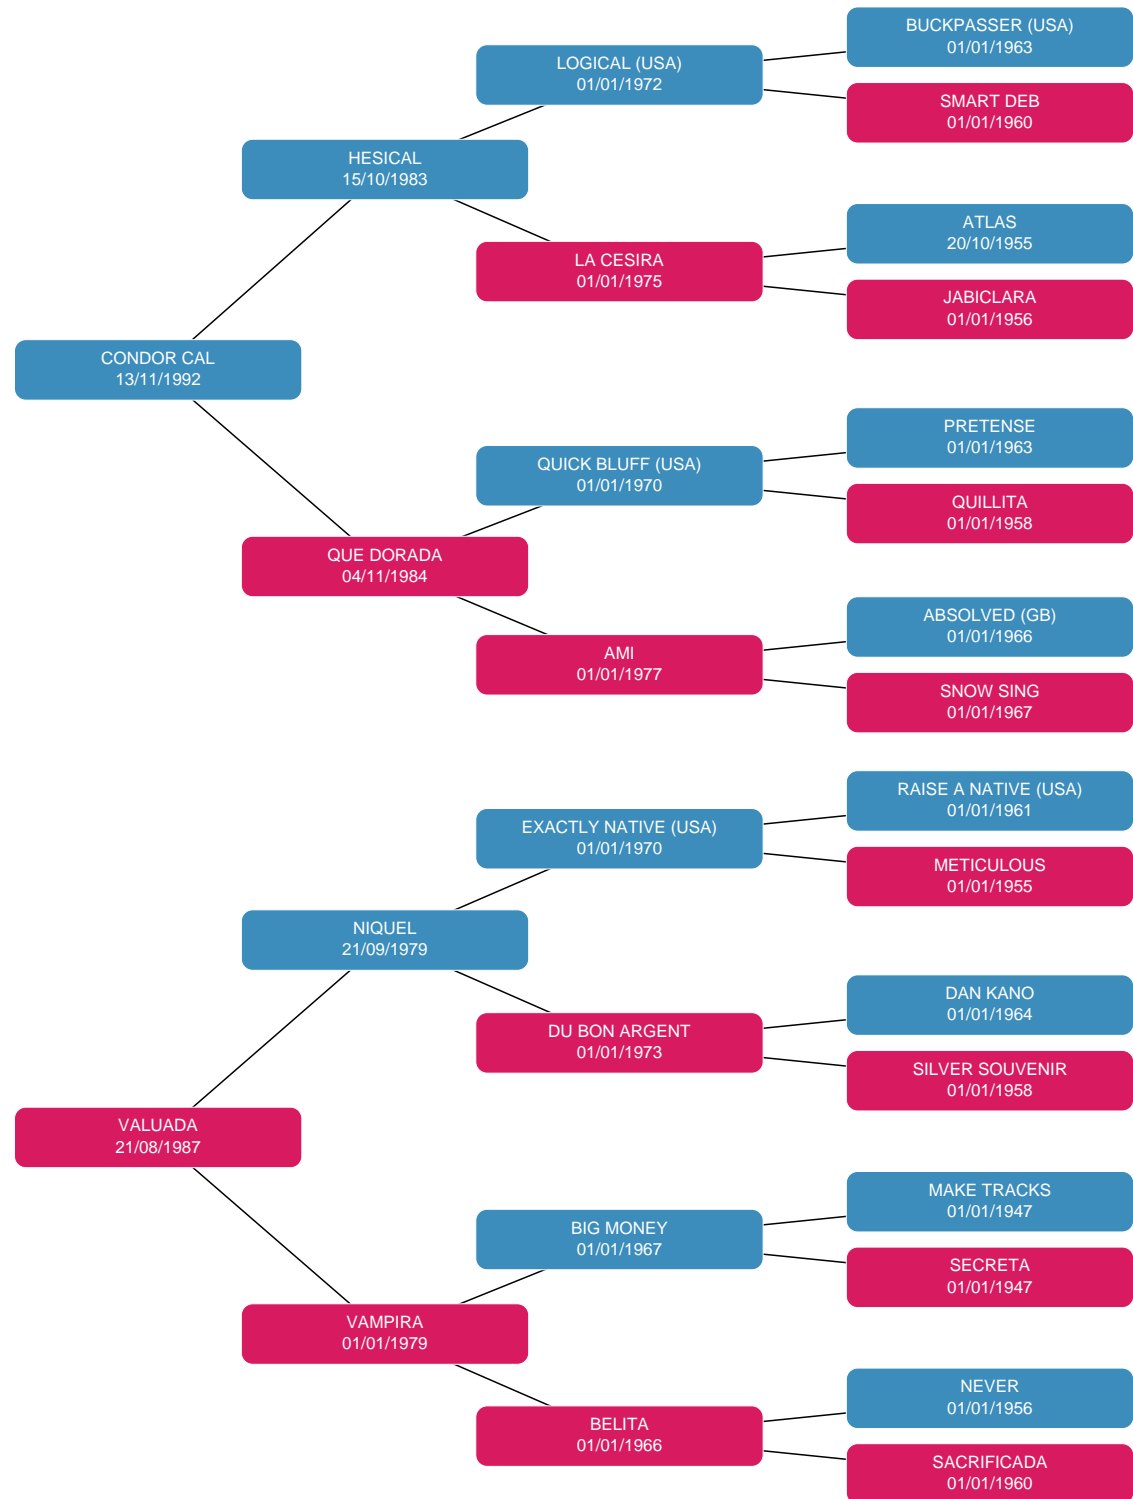 BUCKPASSER (USA)
01/01/1963
LOGICAL (USA)
01/01/1972
SMART DEB
01/01/1960
HESICAL
15/10/1983
ATLAS
20/10/1955
LA CESIRA
01/01/1975
JABICLARA
01/01/1956
CONDOR CAL
13/11/1992
PRETENSE
01/01/1963
QUICK BLUFF (USA)
01/01/1970
QUILLITA
01/01/1958
QUE DORADA
04/11/1984
ABSOLVED (GB)
01/01/1966
AMI
01/01/1977
SNOW SING
01/01/1967
RAISE A NATIVE (USA)
01/01/1961
EXACTLY NATIVE (USA)
01/01/1970
METICULOUS
01/01/1955
NIQUEL
21/09/1979
DAN KANO
01/01/1964
DU BON ARGENT
01/01/1973
SILVER SOUVENIR
01/01/1958
VALUADA
21/08/1987
MAKE TRACKS
01/01/1947
BIG MONEY
01/01/1967
SECRETA
01/01/1947
VAMPIRA
01/01/1979
NEVER
01/01/1956
BELITA
01/01/1966
SACRIFICADA
01/01/1960